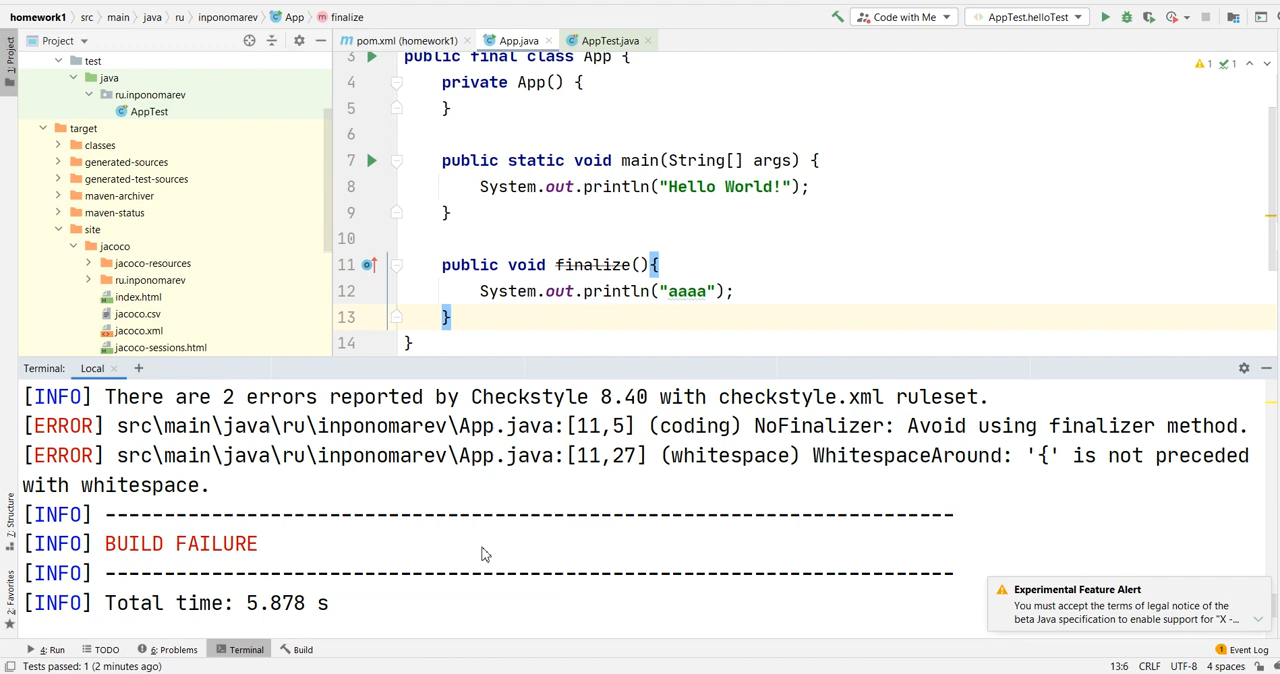 homework1 src main java ru inponomarev App finalize Code with Me AppTest.helloTest
1: Project Project pom.xml (homework1) App.java AppTest.java
test
java
ru.inponomarev
AppTest
target
classes
generated-sources
generated-test-sources
maven-archiver
maven-status
site
jacoco
jacoco-resources
ru.inponomarev
index.html
jacoco.csv
jacoco.xml
jacoco-sessions.html
1 1
3 public final class App {
4 private App() {
5 }
6
7 public static void main(String[] args) {
8 System.out.println("Hello World!");
9 }
10
11 public void finalize(){
12 System.out.println("aaaa");
13 }
14 }
Terminal: Local +
[INFO] There are 2 errors reported by Checkstyle 8.40 with checkstyle.xml ruleset.
[ERROR] src\main\java\ru\inponomarev\App.java:[11,5] (coding) NoFinalizer: Avoid using finalizer method.
[ERROR] src\main\java\ru\inponomarev\App.java:[11,27] (whitespace) WhitespaceAround: '{' is not preceded
with whitespace.
[INFO] ------------------------------------------------------------------------
[INFO] BUILD FAILURE
[INFO] ------------------------------------------------------------------------
[INFO] Total time: 5.878 s
7: Structure
2: Favorites
Experimental Feature Alert
You must accept the terms of legal notice of the
beta Java specification to enable support for "X -...
4: Run TODO 6: Problems Terminal Build 1 Event Log
Tests passed: 1 (2 minutes ago) 13:6 CRLF UTF-8 4 spaces